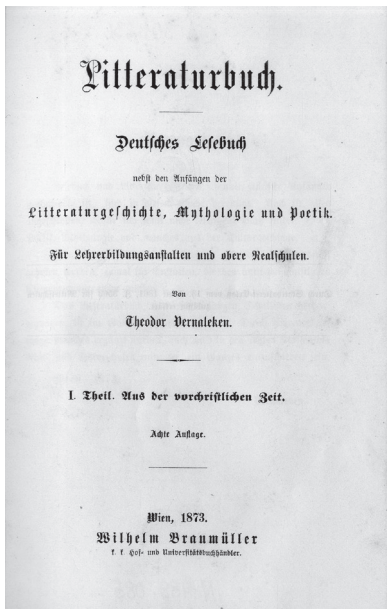 Litteraturbuch.
Deutsches Lesebuch
nebst den Anfängen der
Litteraturgeschichte, Mythologie und Poetik.
Für Lehrerbildungsanstalten und obere Realschulen.
Von
Theodor Vernaleken.
I. Theil. Aus der vorchristlichen Zeit.
Achte Auflage.
Wien, 1873.
Wilhelm Braumüller
k. k. Hof- und Universitätsbuchhändler.